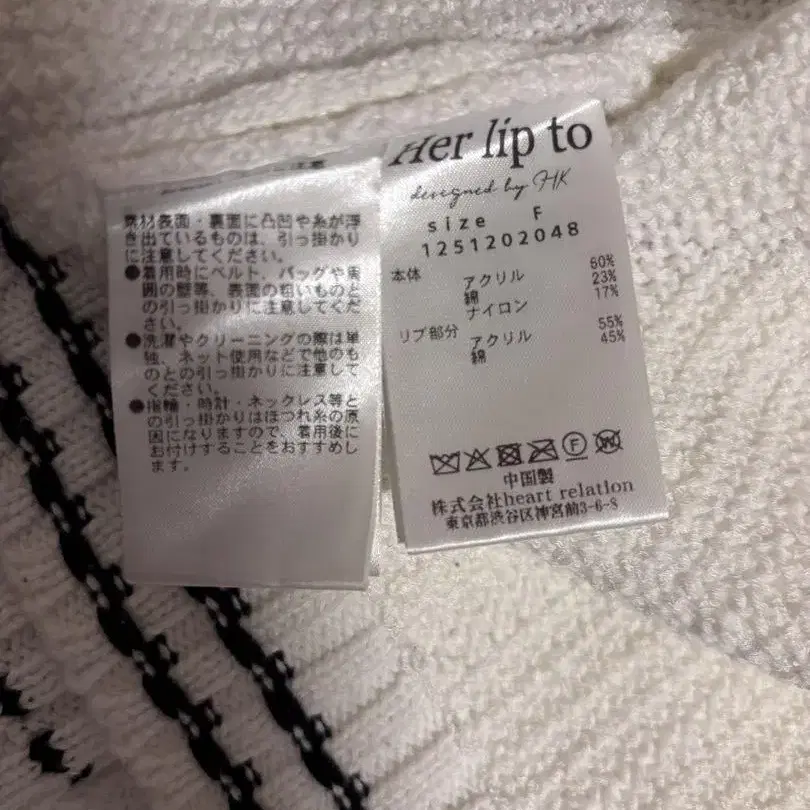 素材表面・裏面に凸凹や糸が浮
き出ているものは、引っ掛かり
に注意してください。
●着用時にベルト、バッグや周
囲の壁等、表面の粗いものと
の引っ掛かりに注意してくだ
さい。
●洗濯やクリーニングの際は単
独、ネット使用などで他のも
のとの引っ掛かりに注意して
ください。
●指輪・時計・ネックレス等と
の引っ掛かりはほつれ糸の原
因になりますので、着用後に
お付けすることをおすすめし
ます。
Her lip to
designed by HK
size F
1251202048
本体 アクリル 60%
綿 23%
ナイロン 17%
リブ部分 アクリル 55%
綿 45%
F
W
中国製
株式会社heart relation
東京都渋谷区神宮前3-6-8